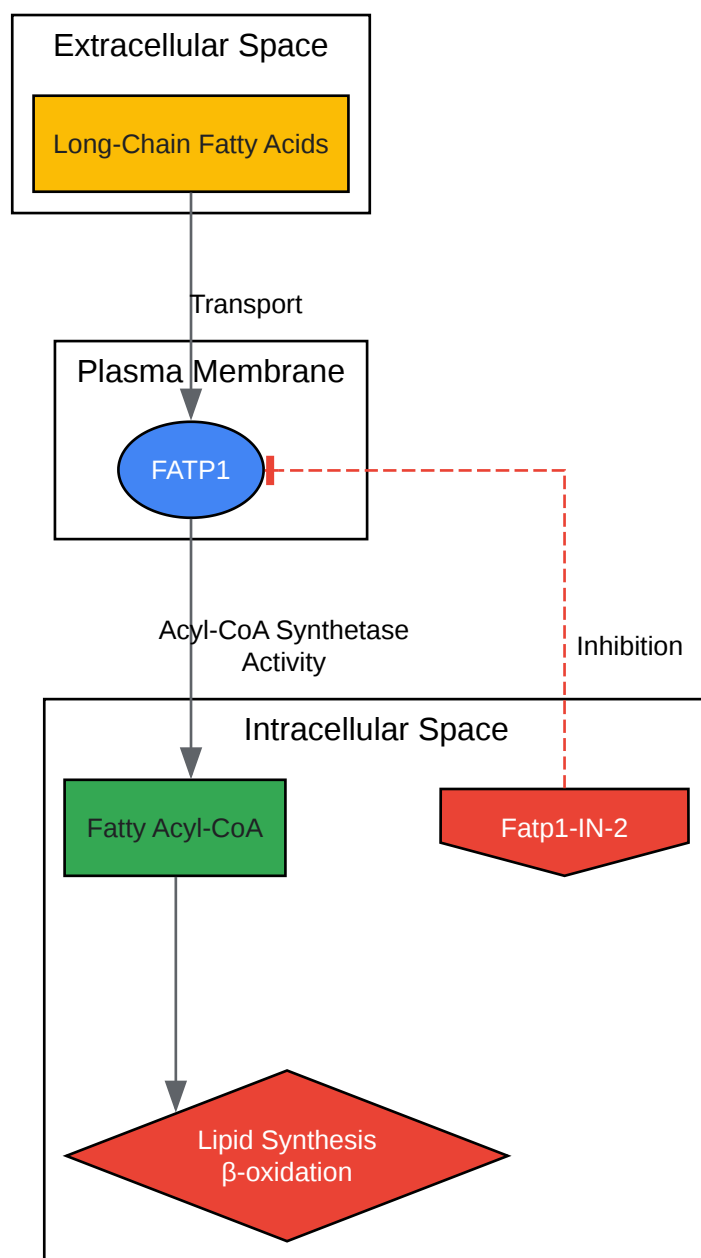 Extracellular Space
Long-Chain Fatty Acids
Transport
Plasma Membrane
FATP1
Acyl-CoA Synthetase
Activity
Inhibition
Intracellular Space
Fatty Acyl-CoA
Fatp1-IN-2
Lipid Synthesis
β-oxidation